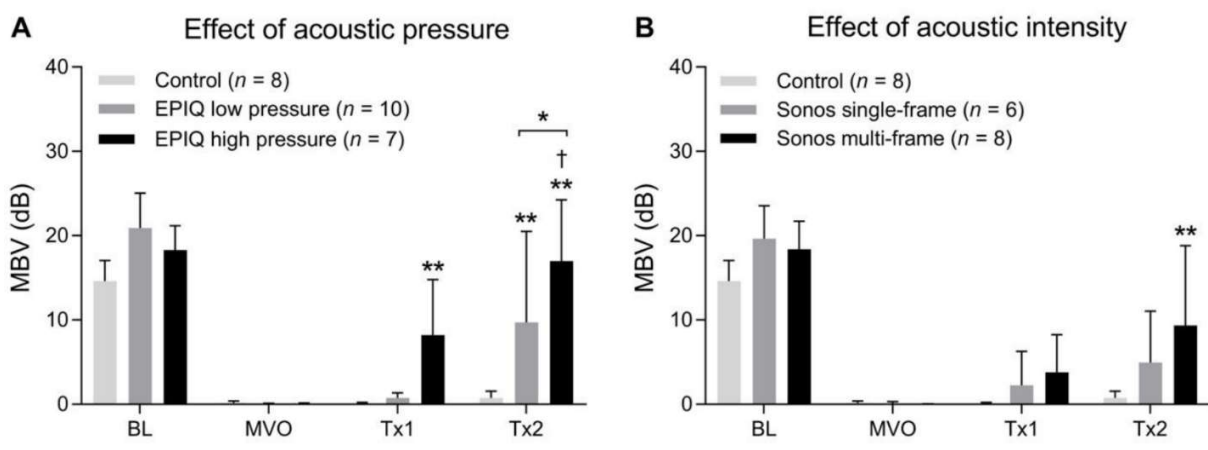 A Effect of acoustic pressure
40
30
20
10
0
MBV (dB)
Control (n = 8)
EPIQ low pressure (n = 10)
EPIQ high pressure (n = 7)
*
†
**
**
**
BL MVO Tx1 Tx2
B Effect of acoustic intensity
40
30
20
10
0
MBV (dB)
Control (n = 8)
Sonos single-frame (n = 6)
Sonos multi-frame (n = 8)
**
BL MVO Tx1 Tx2